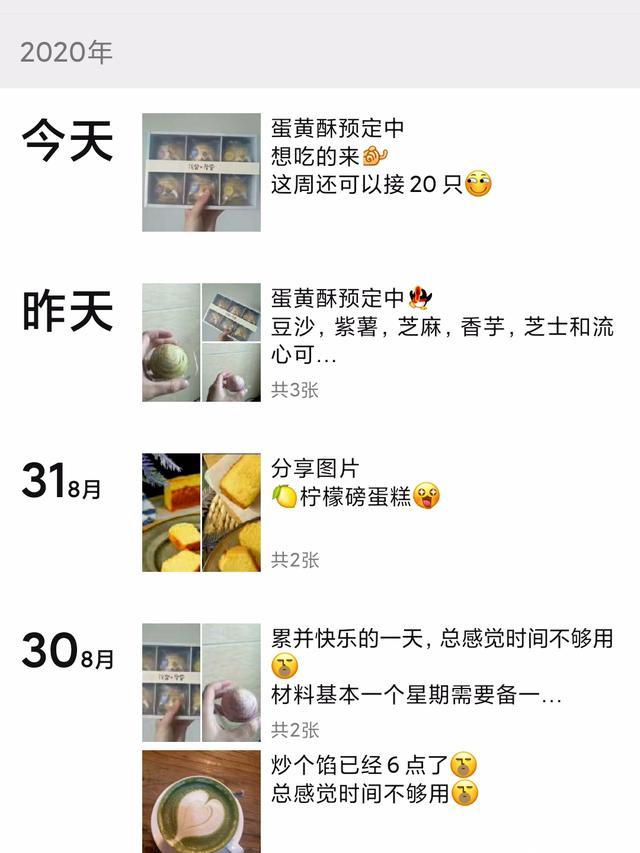 2020年
今天
蛋黄酥预定中
想吃的来
这周还可以接20只
昨天
蛋黄酥预定中
豆沙，紫薯，芝麻，香芋，芝士和流
心可...
共3张
31 8月
分享图片
🍋柠檬磅蛋糕
共2张
30 8月
累并快乐的一天，总感觉时间不够用
材料基本一个星期需要备一...
共2张
炒个馅已经6点了
总感觉时间不够用